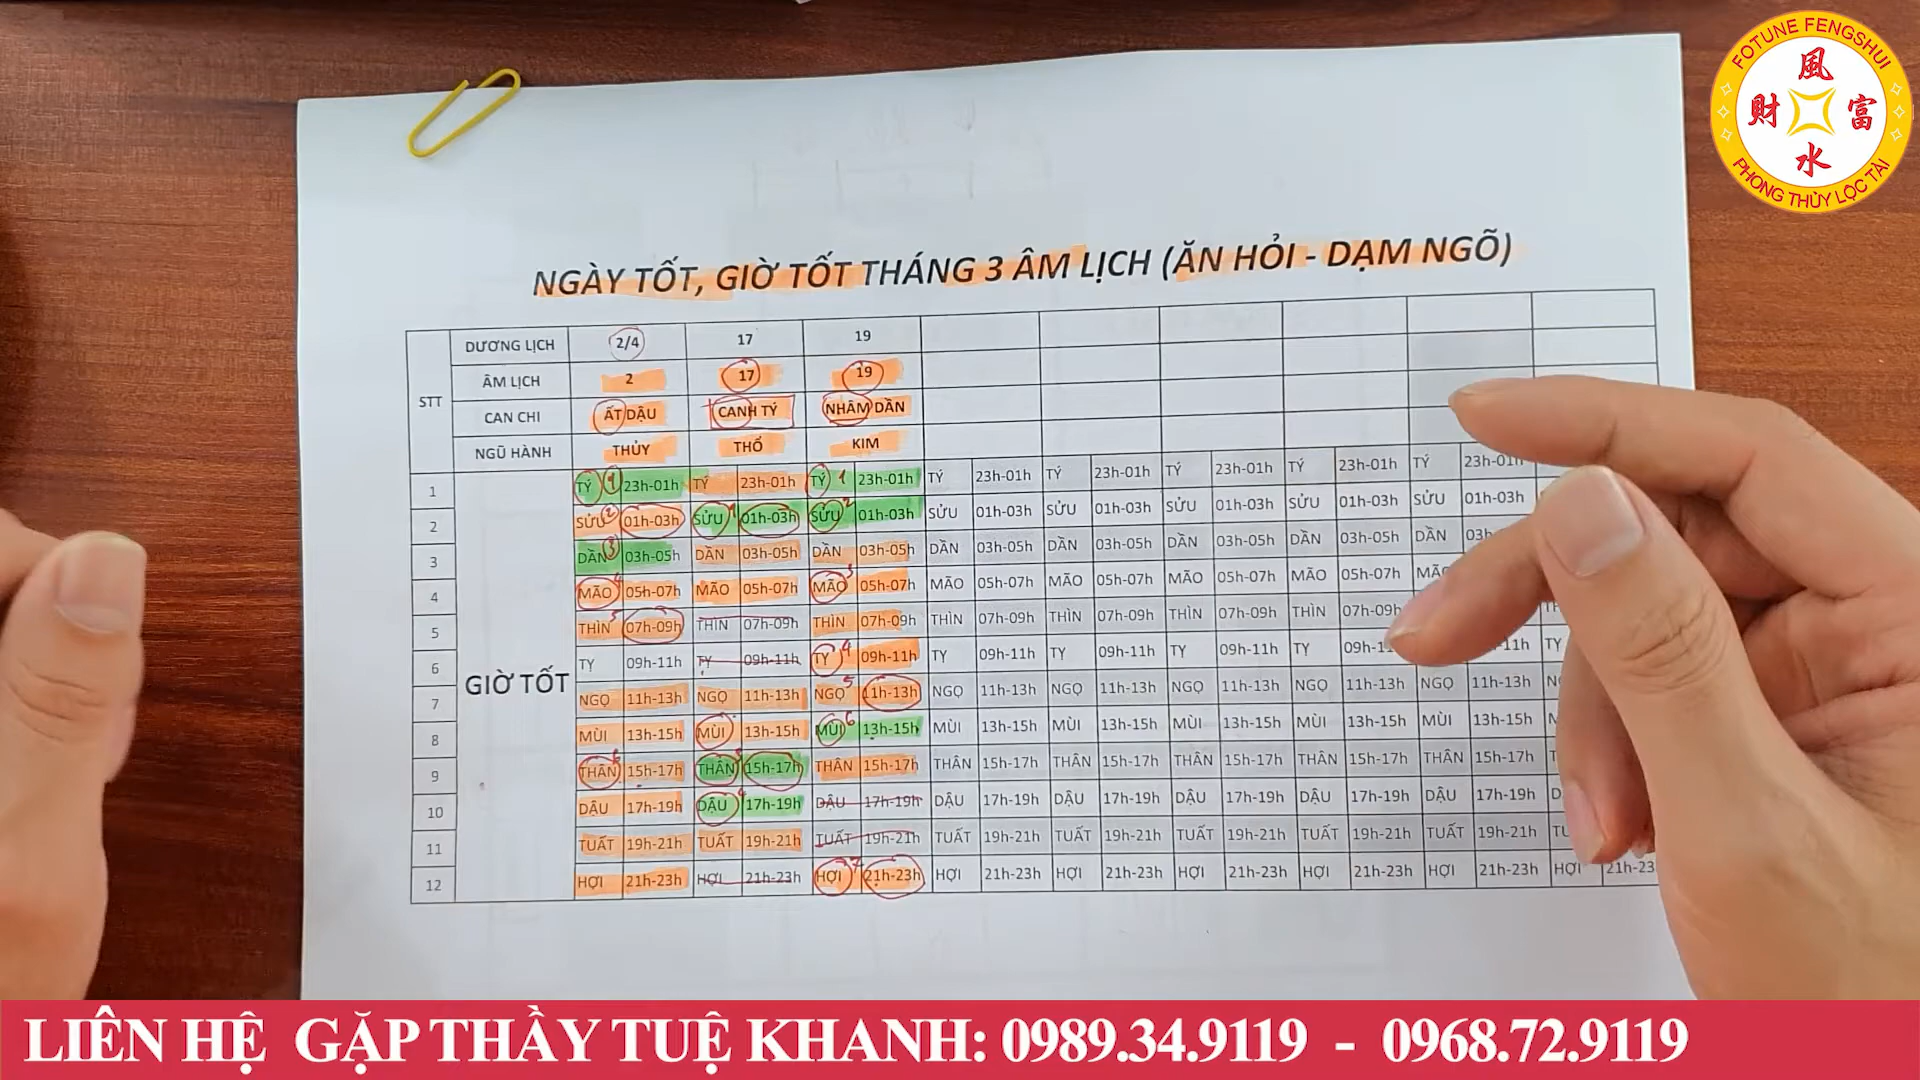 FOTUNE FENGSHUI
風
財 富
水
PHONG THỦY LỘC TÀI
NGÀY TỐT, GIỜ TỐT THÁNG 3 ÂM LỊCH (ĂN HỎI - DẠM NGÕ)
STT DƯƠNG LỊCH 2/4 17 19
ÂM LỊCH 2 17 19
CAN CHI ẤT DẬU CANH TÝ NHÂM DẦN
NGŨ HÀNH THỦY THỔ KIM
GIỜ TỐT
1 TÝ 1 23h-01h TÝ 23h-01h TÝ 1 23h-01h TÝ 23h-01h TÝ 23h-01h TÝ 23h-01h TÝ 23h-01h TÝ 23h-01h
2 SỬU 2 01h-03h SỬU 1 01h-03h SỬU 2 01h-03h SỬU 01h-03h SỬU 01h-03h SỬU 01h-03h SỬU 01h-03h SỬU 01h-03h
3 DẦN 3 03h-05h DẦN 03h-05h DẦN 03h-05h DẦN 03h-05h DẦN 03h-05h DẦN 03h-05h DẦN 03h-05h DẦN
4 MÃO 4 05h-07h MÃO 05h-07h MÃO 3 05h-07h MÃO 05h-07h MÃO 05h-07h MÃO 05h-07h MÃO 05h-07h
5 THÌN 5 07h-09h THÌN 07h-09h THÌN 07h-09h THÌN 07h-09h THÌN 07h-09h THÌN 07h-09h THÌN 07h-09h
6 TỴ 09h-11h TỴ 09h-11h TỴ 4 09h-11h TỴ 09h-11h TỴ 09h-11h TỴ 09h-11h TỴ TỴ
7 NGỌ 11h-13h NGỌ 11h-13h NGỌ 5 11h-13h NGỌ 11h-13h NGỌ 11h-13h NGỌ 11h-13h NGỌ 11h-13h NGỌ 11h-13h
8 MÙI 13h-15h MÙI 13h-15h MÙI 6 13h-15h MÙI 13h-15h MÙI 13h-15h MÙI 13h-15h MÙI 13h-15h MÙI 13h-15h
9 THÂN 6 15h-17h THÂN 15h-17h THÂN 15h-17h THÂN 15h-17h THÂN 15h-17h THÂN 15h-17h THÂN 15h-17h THÂN 15h-17h
10 DẬU 17h-19h DẬU 4 17h-19h DẬU 17h-19h DẬU 17h-19h DẬU 17h-19h DẬU 17h-19h DẬU 17h-19h DẬU 17h-19h
11 TUẤT 19h-21h TUẤT 19h-21h TUẤT 19h-21h TUẤT 19h-21h TUẤT 19h-21h TUẤT 19h-21h TUẤT 19h-21h TUẤT 19h-21h
12 HỢI 21h-23h HỢI 21h-23h HỢI 7 21h-23h HỢI 21h-23h HỢI 21h-23h HỢI 21h-23h HỢI 21h-23h HỢI 21h-23h HỢI
LIÊN HỆ GẶP THẦY TUỆ KHANH: 0989.34.9119 - 0968.72.9119